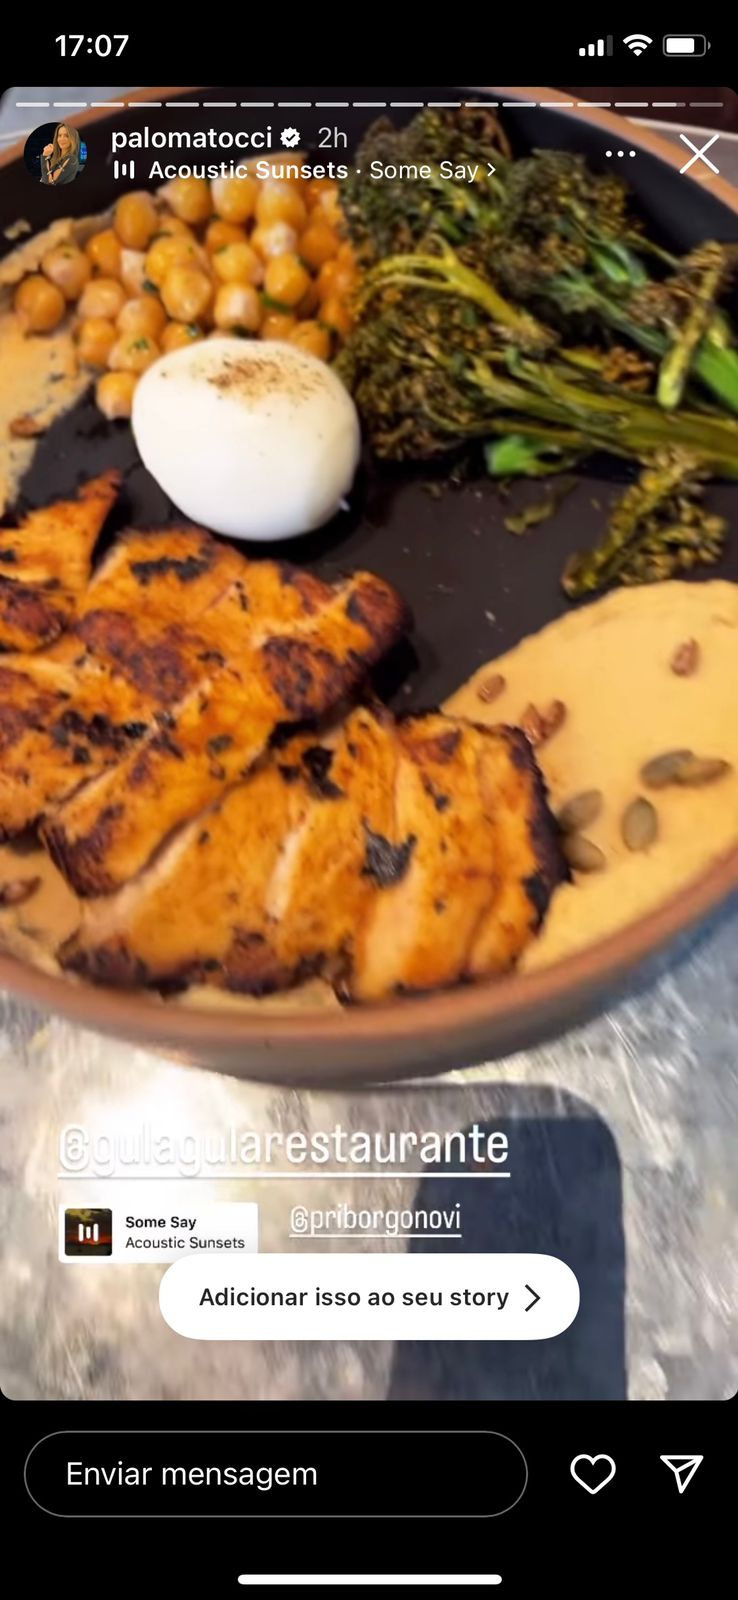 17:07
palomatocci 2h
Acoustic Sunsets · Some Say >
@gulagularestaurante
Some Say
Acoustic Sunsets
@priborgonovi
Adicionar isso ao seu story >
Enviar mensagem